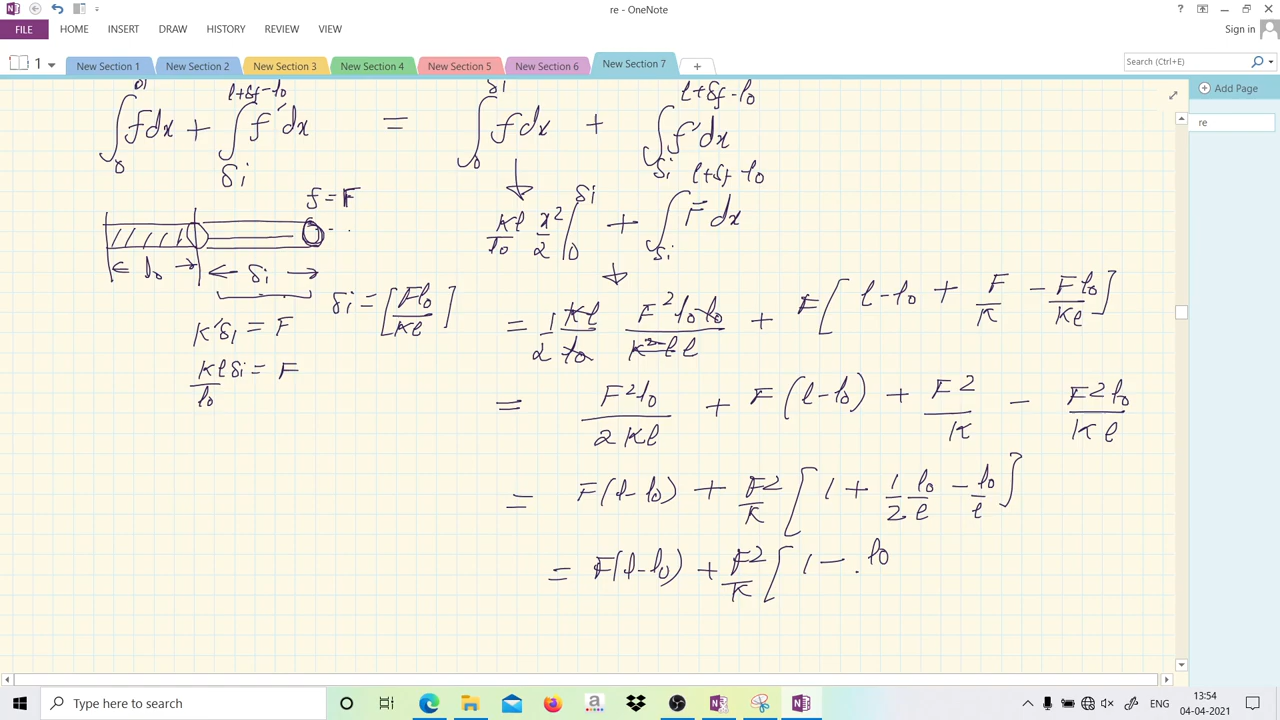 re - OneNote
Sign in
FILE HOME INSERT DRAW HISTORY REVIEW VIEW
1 New Section 1 New Section 2 New Section 3 New Section 4 New Section 5 New Section 6 New Section 7
Search (Ctrl+E)
Add Page
re
∫₀^δi f dx + ∫_δi^(l+δf-l₀) f' dx = ∫₀^δi f dx + ∫_δi^(l+δf-l₀) f' dx
Kl/l₀ x²/2 |₀^δi + ∫_δi^(l+δf-l₀) F dx
f = F
l₀ δi
δi = [Fl₀/Kl]
K'δi = F
Klδi/l₀ = F
= 1/2 Kl/l₀ F²l₀·l₀/K²·l·l + F[l-l₀ + F/K - Fl₀/Kl]
= F²l₀/2Kl + F(l-l₀) + F²/K - F²l₀/Kl
= F(l-l₀) + F²/K [1 + 1/2 l₀/l - l₀/l]
= F(l-l₀) + F²/K [1 - l₀
Type here to search
ENG
13:54
04-04-2021